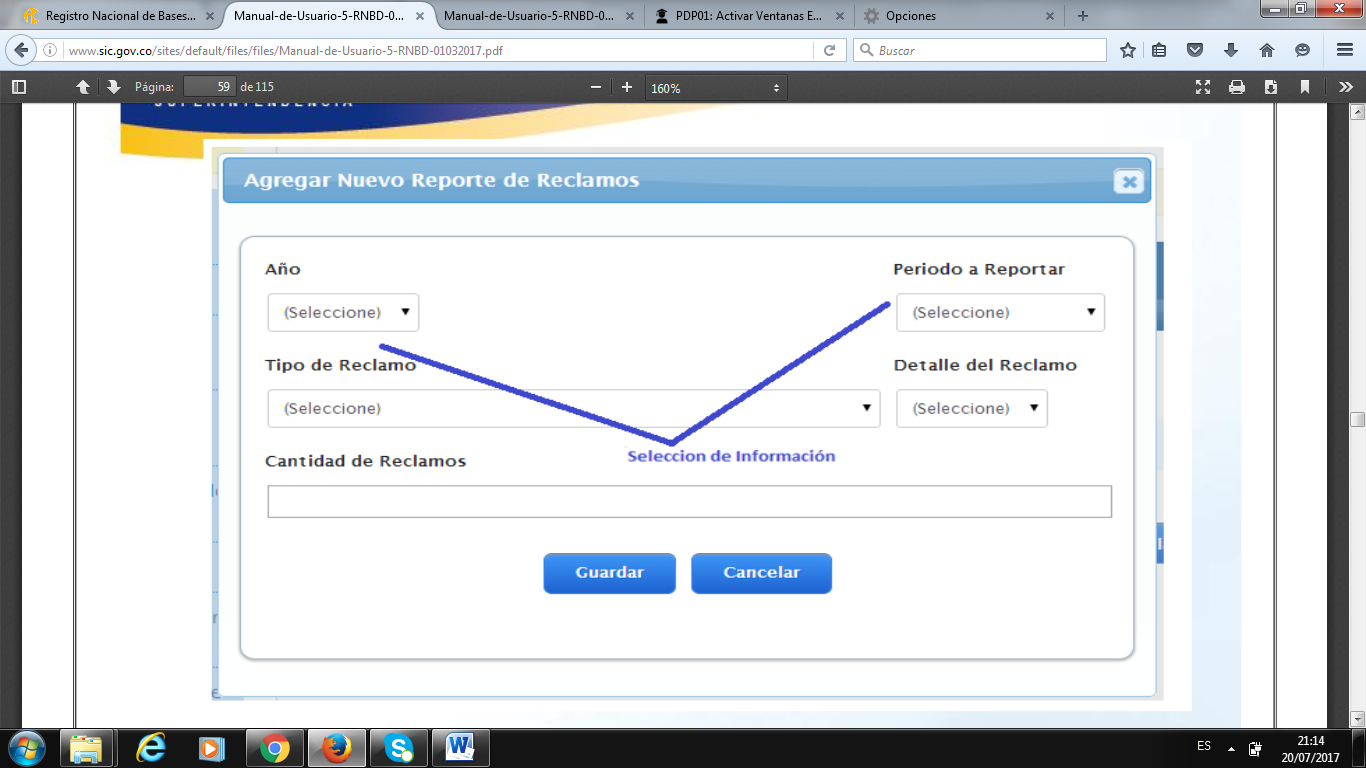 Registro Nacional de Bases...
Manual-de-Usuario-5-RNBD-0...
Manual-de-Usuario-5-RNBD-0...
PDP01: Activar Ventanas E...
Opciones
www.sic.gov.co/sites/default/files/files/Manual-de-Usuario-5-RNBD-01032017.pdf
Buscar
Página: 59 de 115
160%
SUPERINTENDENCIA
Agregar Nuevo Reporte de Reclamos
Año
Periodo a Reportar
(Seleccione)
(Seleccione)
Tipo de Reclamo
Detalle del Reclamo
(Seleccione)
(Seleccione)
Seleccion de Información
Cantidad de Reclamos
Guardar
Cancelar
ES
21:14
20/07/2017